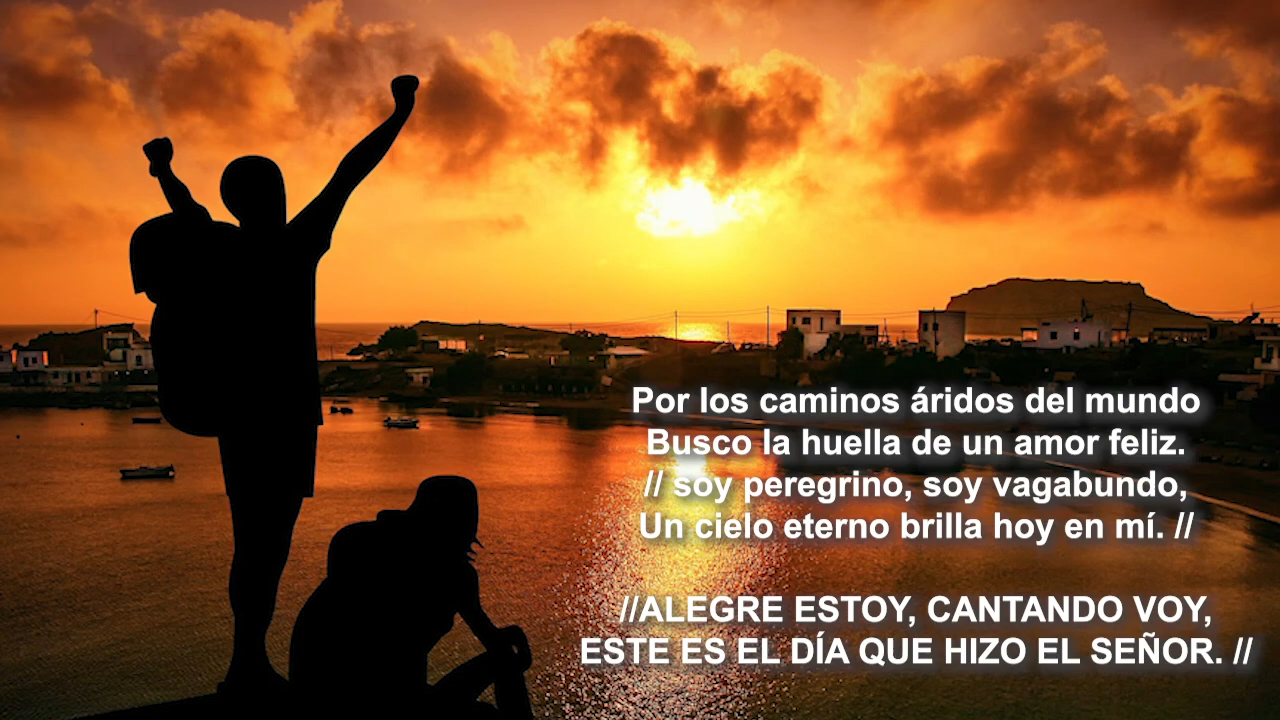 Por los caminos áridos del mundo
Busco la huella de un amor feliz.
// soy peregrino, soy vagabundo,
Un cielo eterno brilla hoy en mí. //
//ALEGRE ESTOY, CANTANDO VOY,
ESTE ES EL DÍA QUE HIZO EL SEÑOR. //